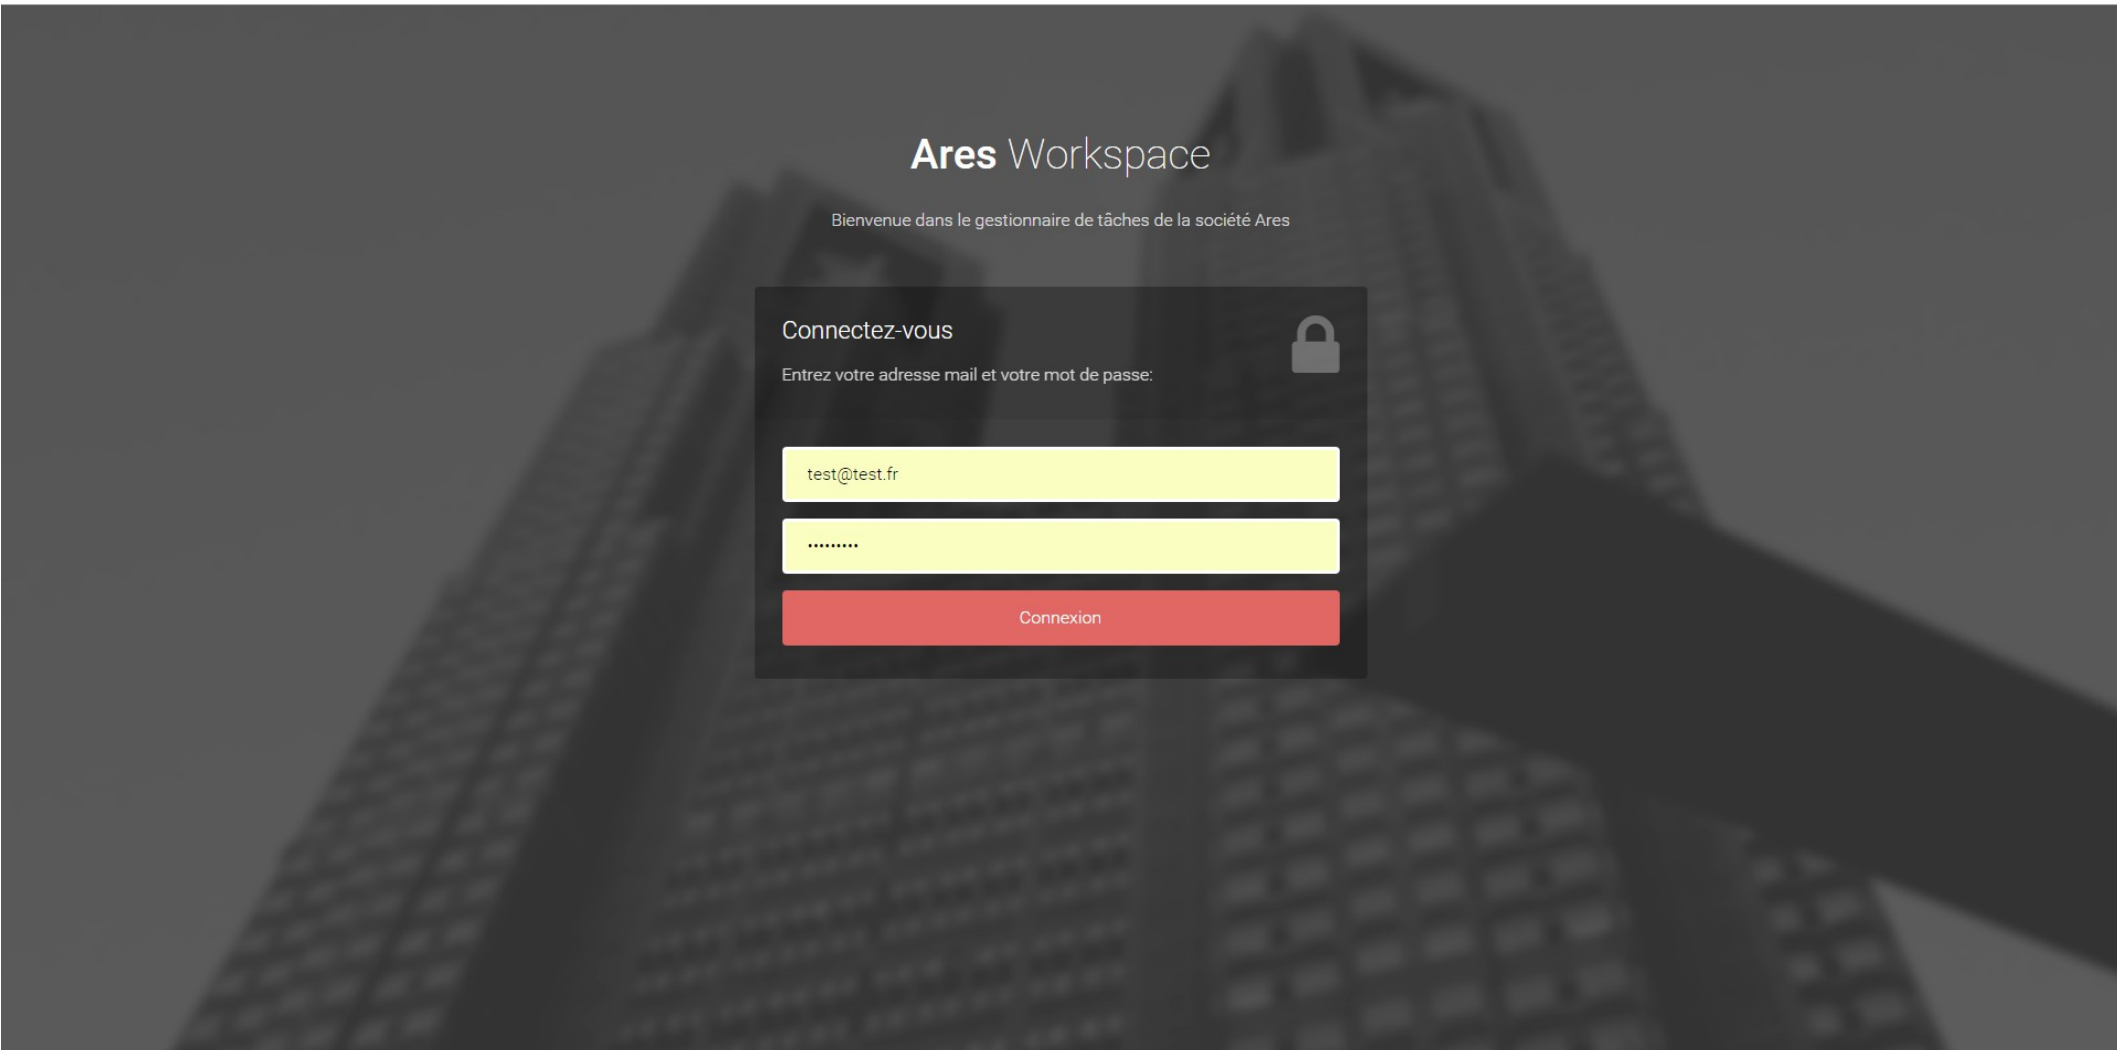 Ares Workspace
Bienvenue dans le gestionnaire de tâches de la société Ares
Connectez-vous
Entrez votre adresse mail et votre mot de passe:
test@test.fr
•••••••••
Connexion